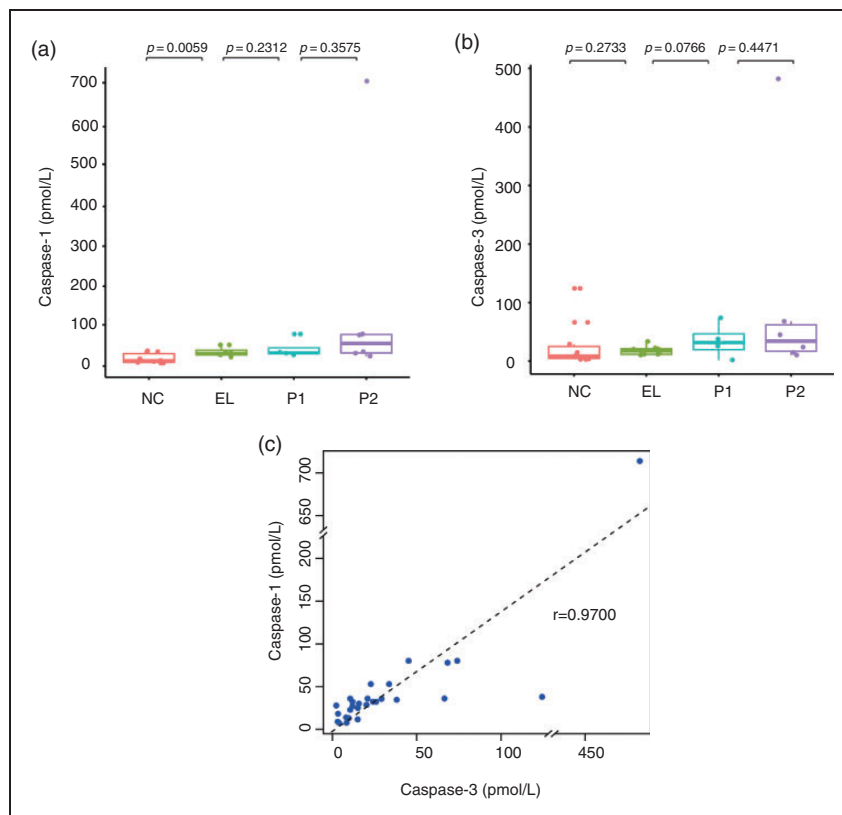 (a)
p = 0.0059 p = 0.2312 p = 0.3575
Caspase-1 (pmol/L)
700
600
500
400
300
200
100
0
NC EL P1 P2
(b)
p = 0.2733 p = 0.0766 p = 0.4471
Caspase-3 (pmol/L)
500
400
300
200
100
0
NC EL P1 P2
(c)
Caspase-1 (pmol/L)
700
650
200
150
100
50
0
r=0.9700
0 50 100 450
Caspase-3 (pmol/L)